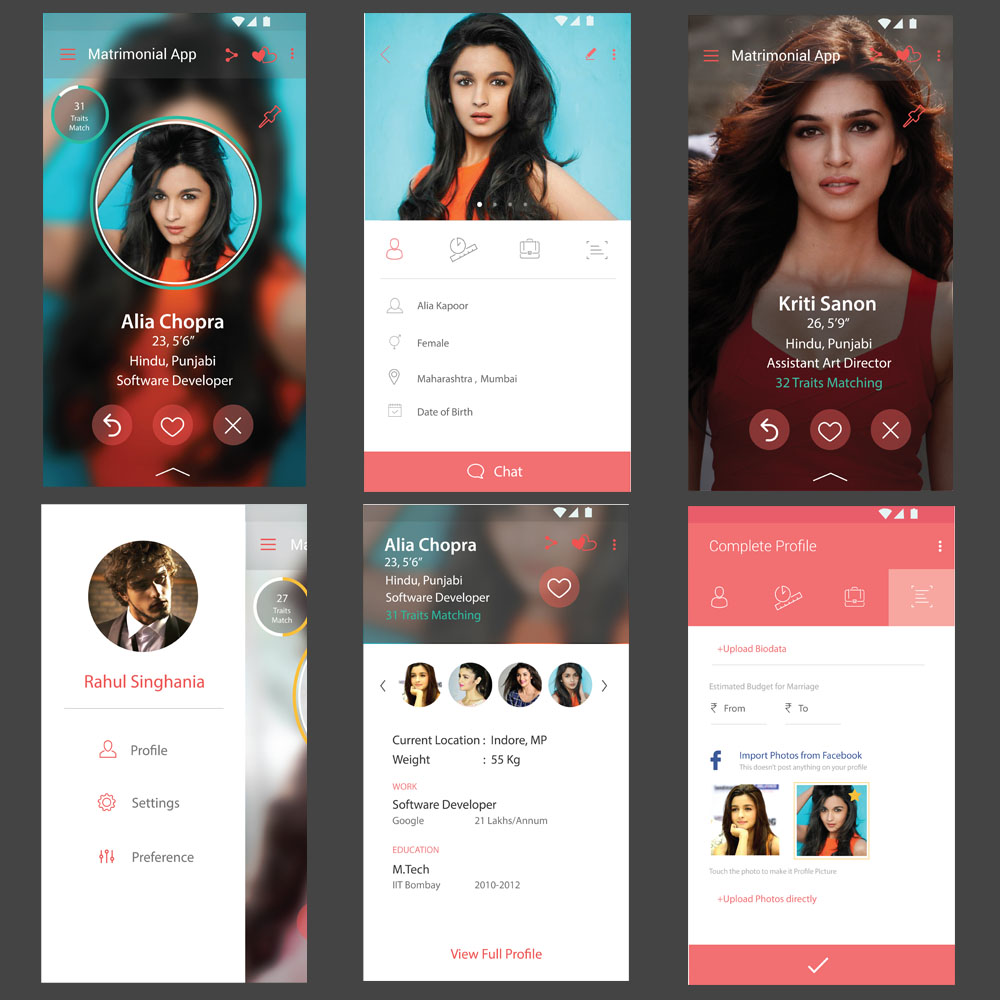 Matrimonial App
31
Traits
Match
Alia Chopra
23, 5'6"
Hindu, Punjabi
Software Developer
Alia Kapoor
Female
Maharashtra , Mumbai
Date of Birth
Chat
Matrimonial App
Kriti Sanon
26, 5'9"
Hindu, Punjabi
Assistant Art Director
32 Traits Matching
Rahul Singhania
Profile
Settings
Preference
Ma
27
Traits
Match
Alia Chopra
23, 5'6"
Hindu, Punjabi
Software Developer
31 Traits Matching
Current Location : Indore, MP
Weight : 55 Kg
WORK
Software Developer
Google 21 Lakhs/Annum
EDUCATION
M.Tech
IIT Bombay 2010-2012
View Full Profile
Complete Profile
+Upload Biodata
Estimated Budget for Marriage
₹ From ₹ To
f Import Photos from Facebook
This doesn't post anything on your profile
Touch the photo to make it Profile Picture
+Upload Photos directly